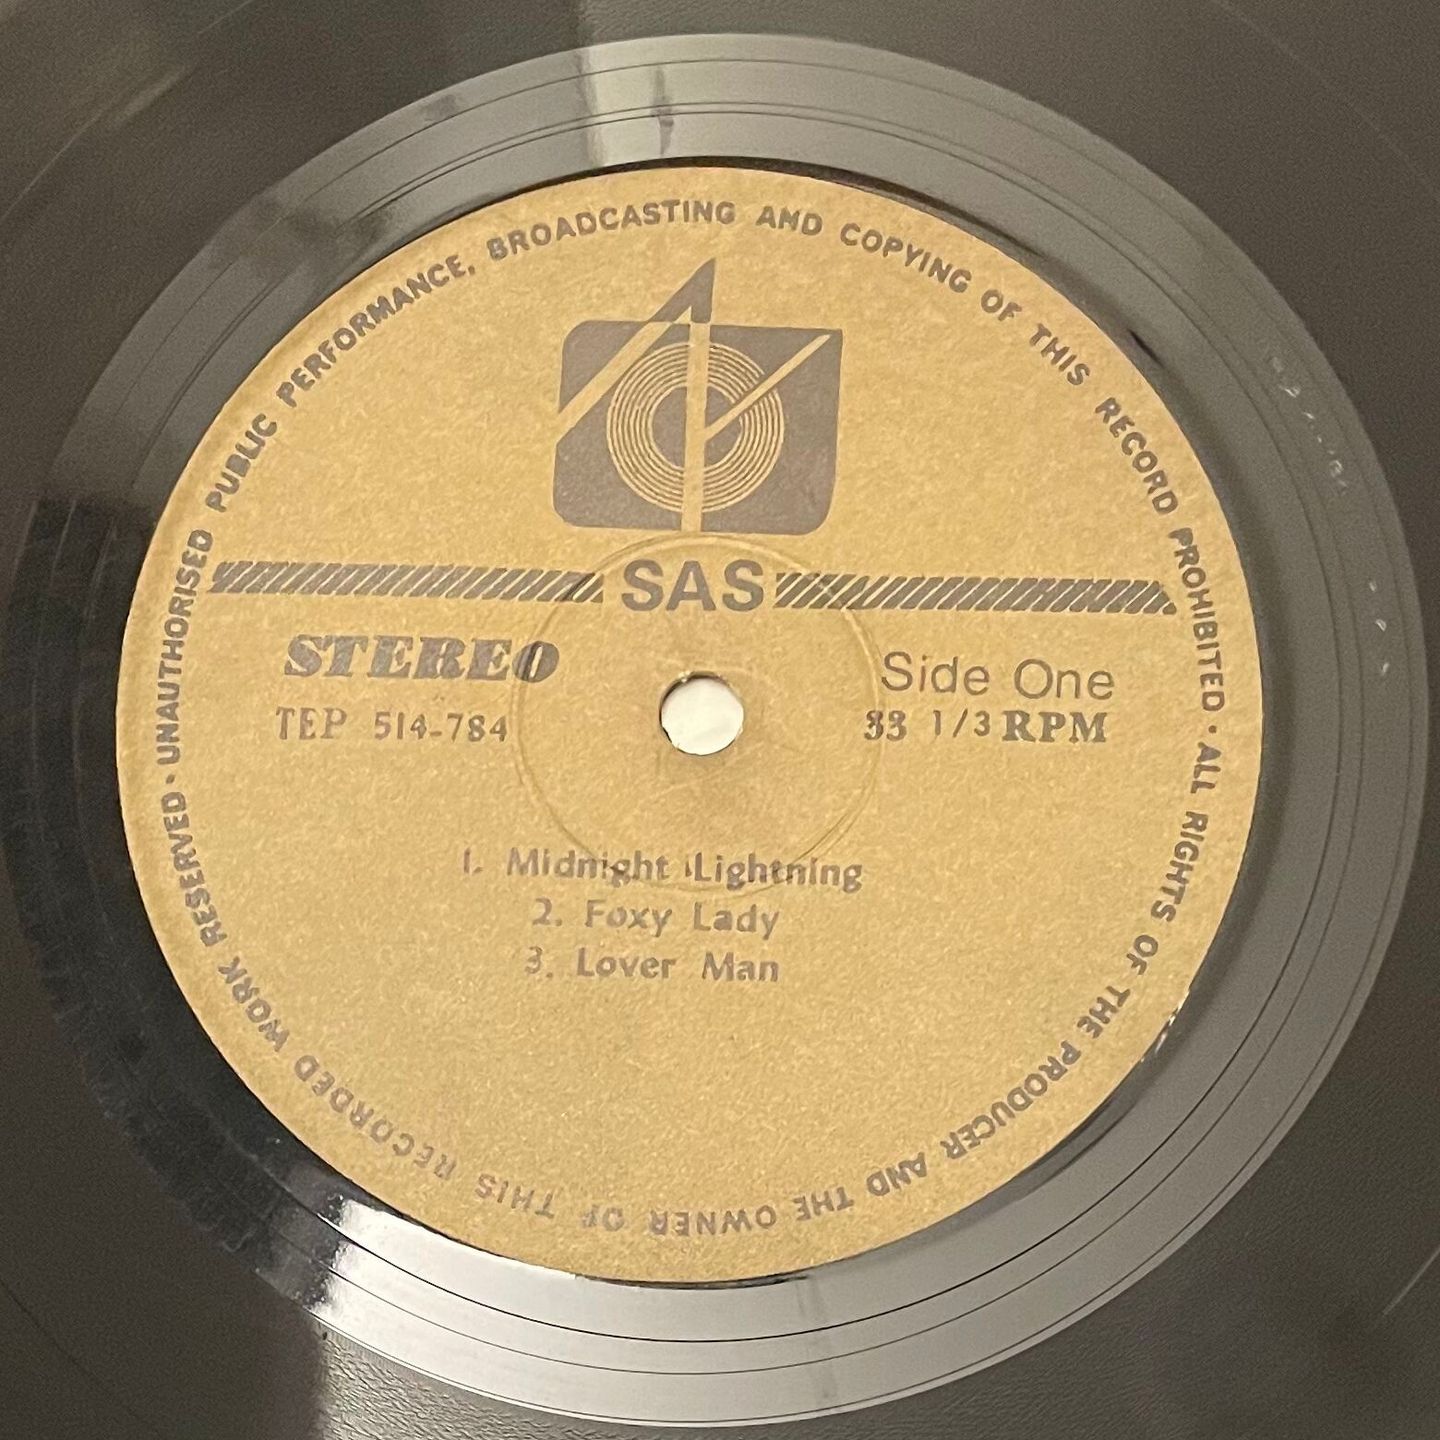 UNAUTHORISED PUBLIC PERFORMANCE, BROADCASTING AND COPYING OF THIS RECORD PROHIBITED · ALL RIGHTS OF THE PRODUCER AND THE OWNER OF THIS RECORDED WORK RESERVED ·
SAS
STEREO
Side One
TEP 514-784
33 1/3 RPM
1. Midnight Lightning
2. Foxy Lady
3. Lover Man